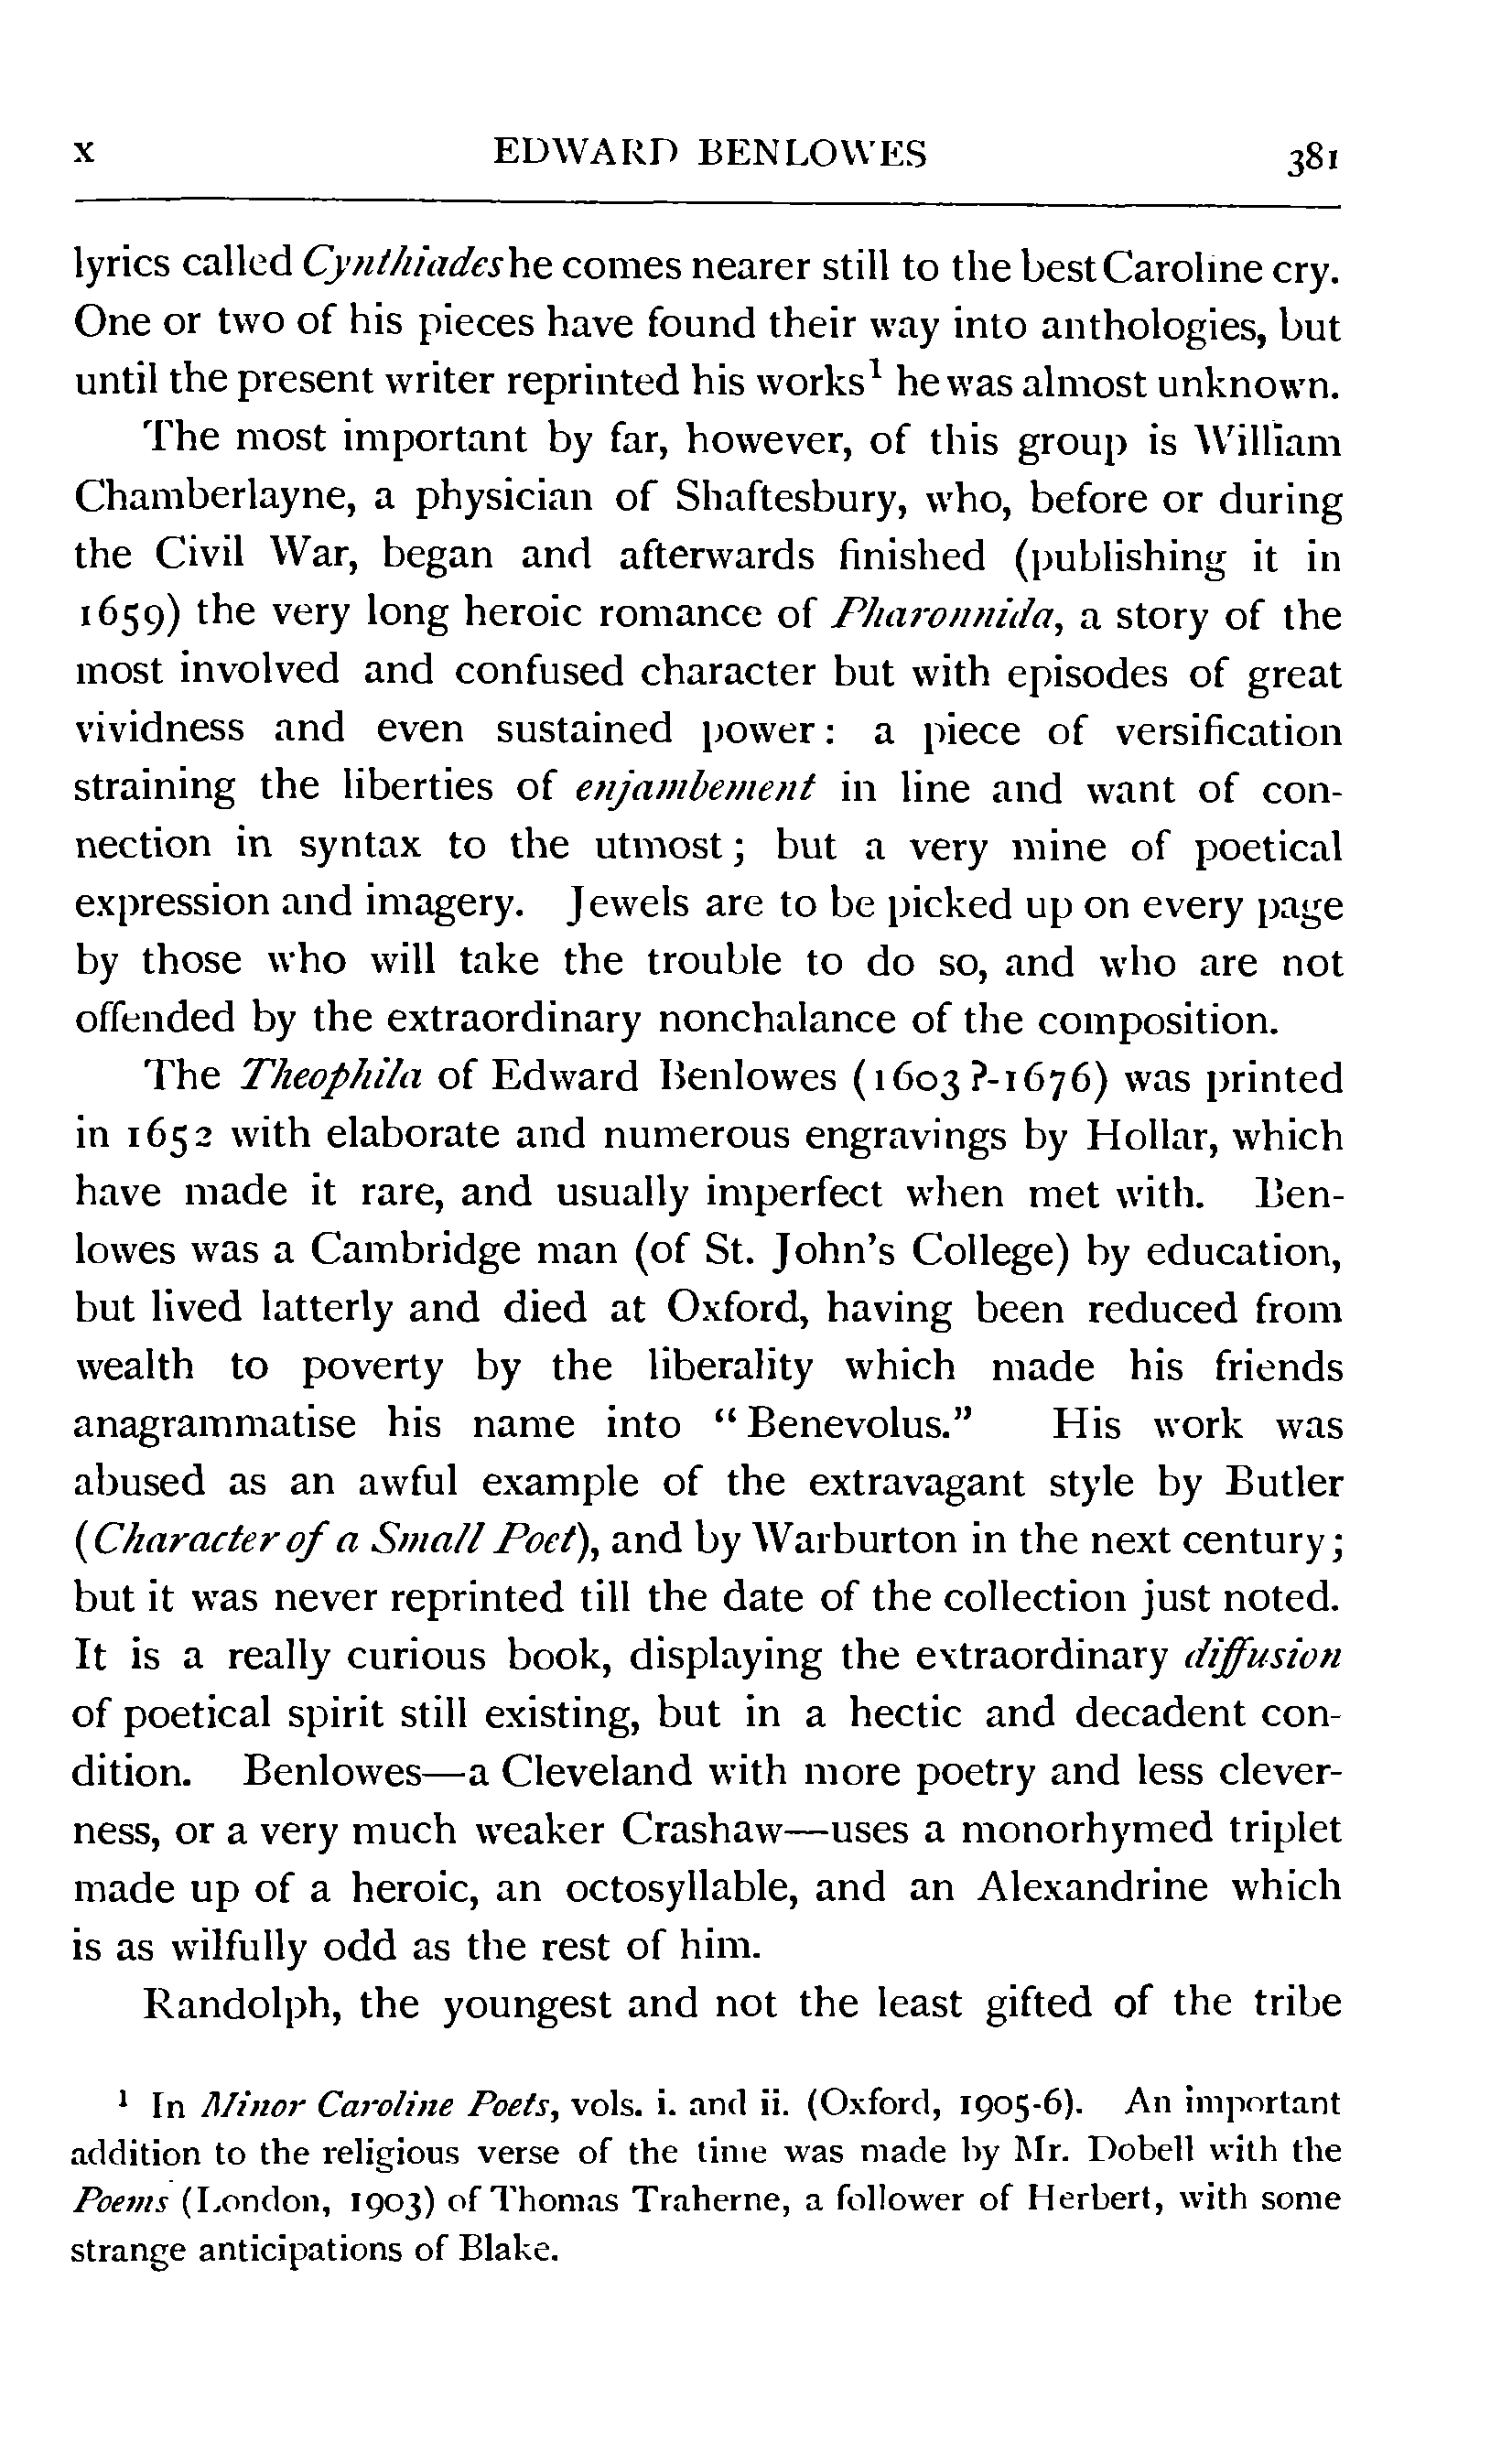 x EDWARD BENLOWES 381
lyrics called Cynthiades he comes nearer still to the best Caroline cry.
One or two of his pieces have found their way into anthologies, but
until the present writer reprinted his works¹ he was almost unknown.
The most important by far, however, of this group is William
Chamberlayne, a physician of Shaftesbury, who, before or during
the Civil War, began and afterwards finished (publishing it in
1659) the very long heroic romance of Pharonnida, a story of the
most involved and confused character but with episodes of great
vividness and even sustained power: a piece of versification
straining the liberties of enjambement in line and want of con-
nection in syntax to the utmost; but a very mine of poetical
expression and imagery. Jewels are to be picked up on every page
by those who will take the trouble to do so, and who are not
offended by the extraordinary nonchalance of the composition.
The Theophila of Edward Benlowes (1603?-1676) was printed
in 1652 with elaborate and numerous engravings by Hollar, which
have made it rare, and usually imperfect when met with. Ben-
lowes was a Cambridge man (of St. John's College) by education,
but lived latterly and died at Oxford, having been reduced from
wealth to poverty by the liberality which made his friends
anagrammatise his name into "Benevolus." His work was
abused as an awful example of the extravagant style by Butler
(Character of a Small Poet), and by Warburton in the next century;
but it was never reprinted till the date of the collection just noted.
It is a really curious book, displaying the extraordinary diffusion
of poetical spirit still existing, but in a hectic and decadent con-
dition. Benlowes—a Cleveland with more poetry and less clever-
ness, or a very much weaker Crashaw—uses a monorhymed triplet
made up of a heroic, an octosyllable, and an Alexandrine which
is as wilfully odd as the rest of him.
Randolph, the youngest and not the least gifted of the tribe
¹ In Minor Caroline Poets, vols. i. and ii. (Oxford, 1905-6). An important
addition to the religious verse of the time was made by Mr. Dobell with the
Poems (London, 1903) of Thomas Traherne, a follower of Herbert, with some
strange anticipations of Blake.